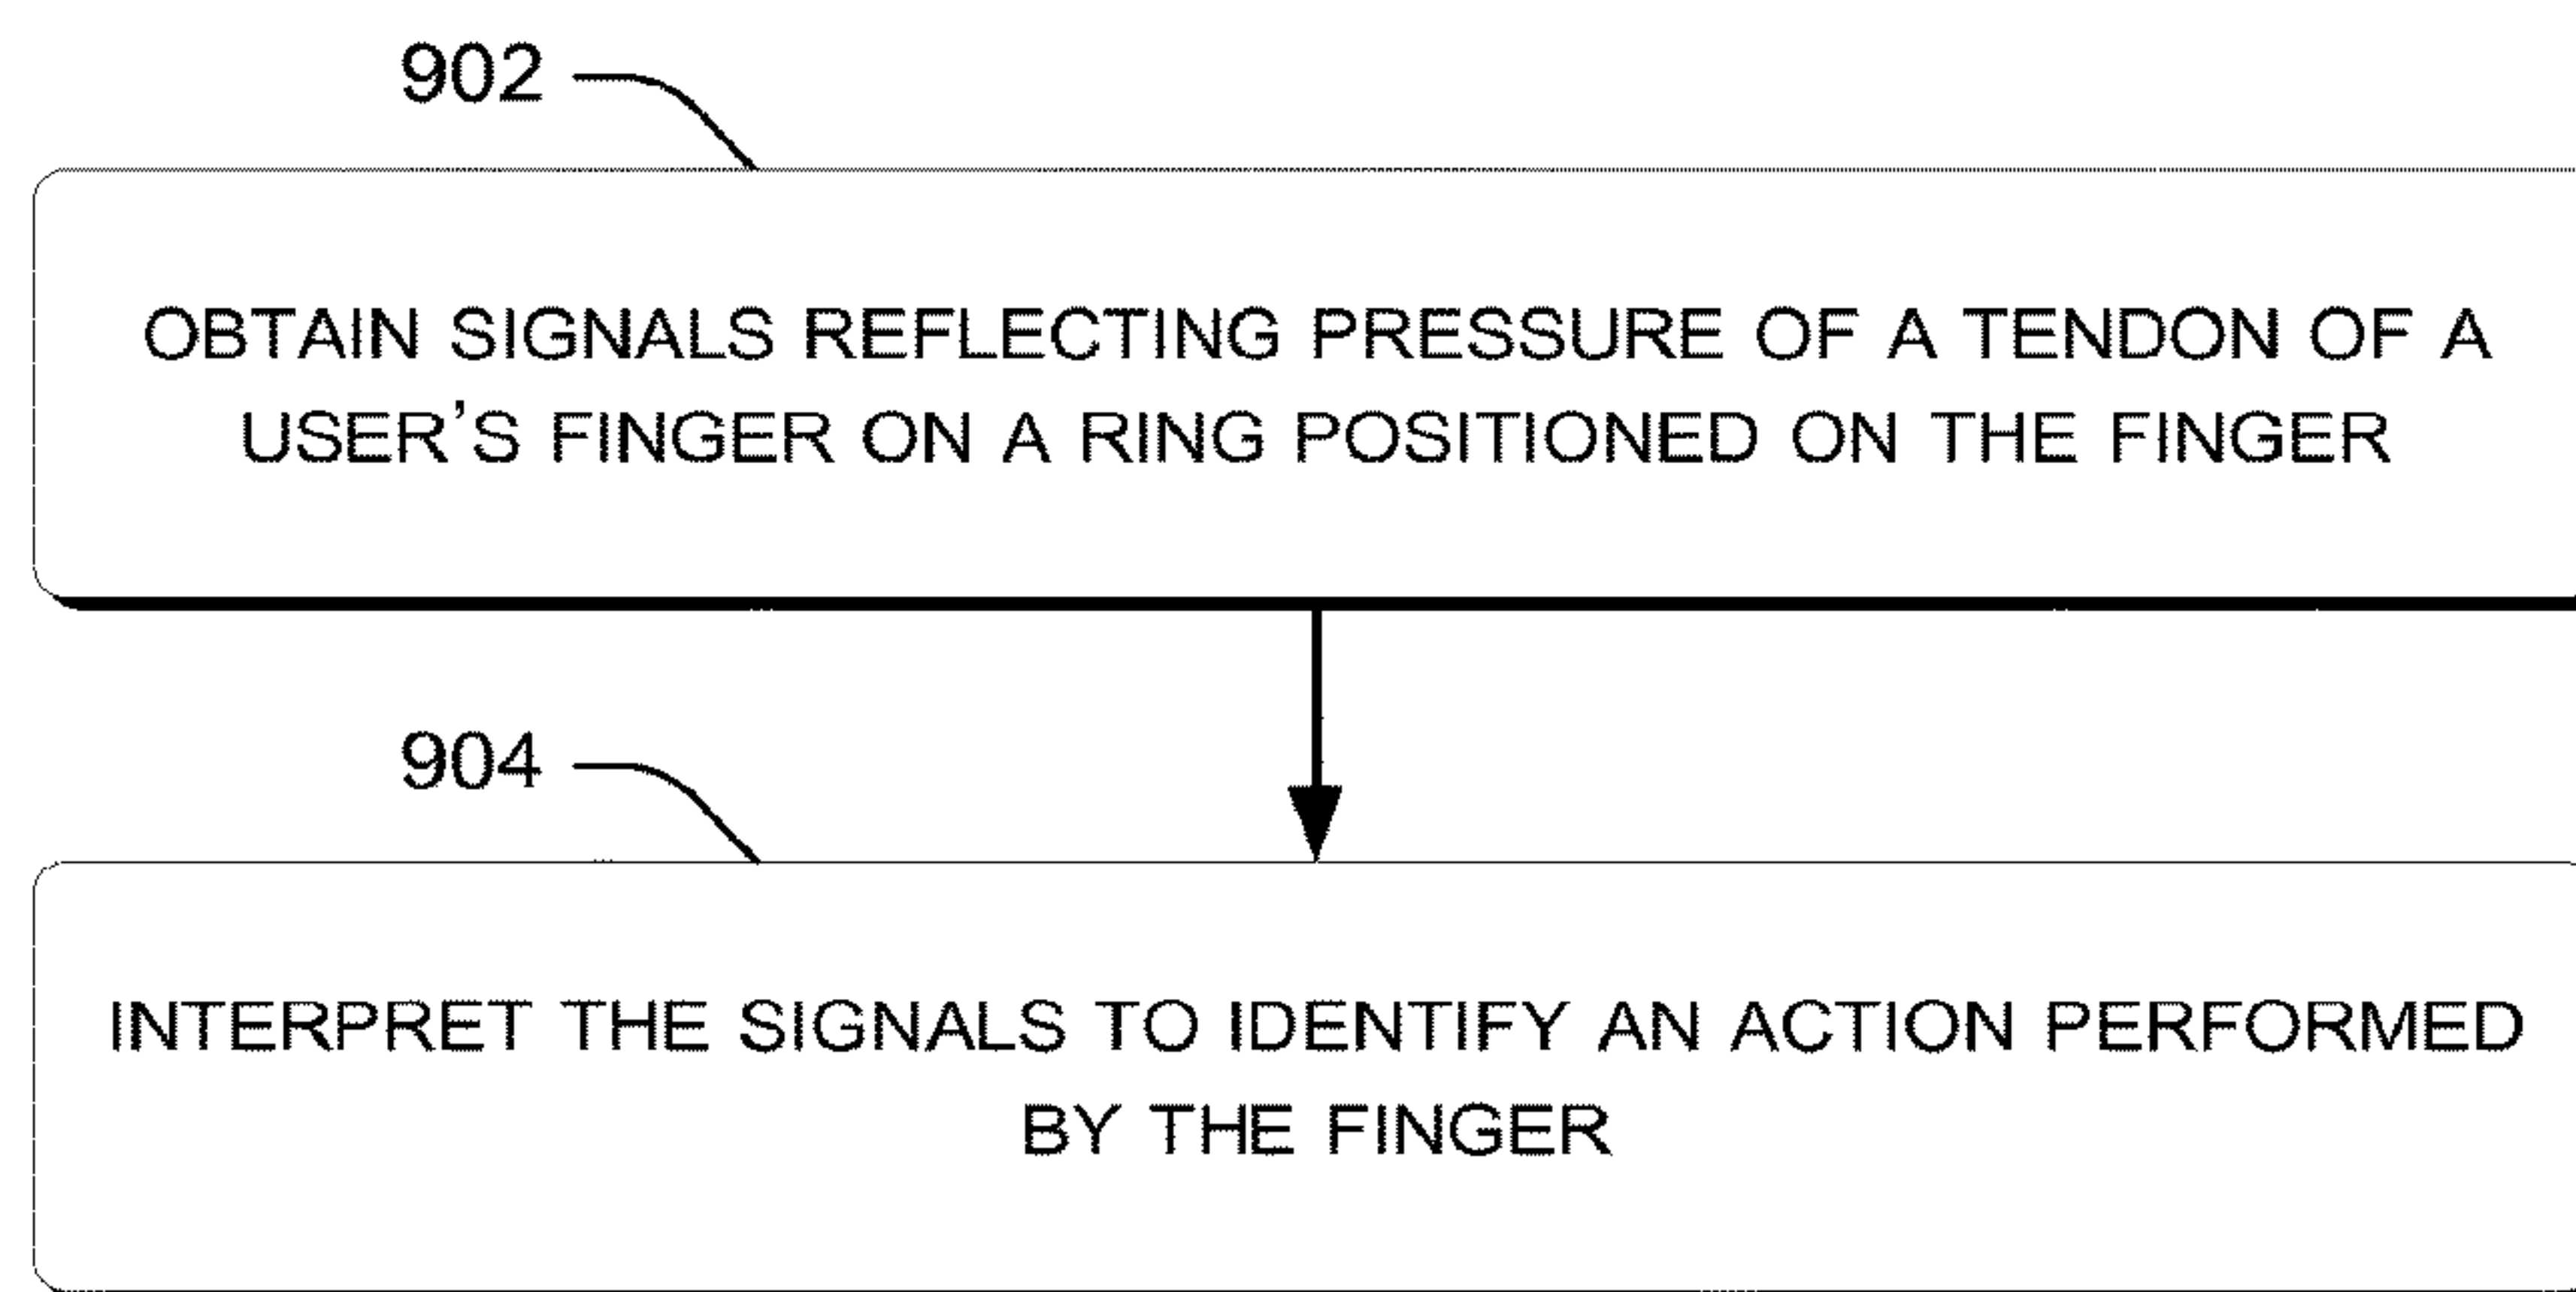 902
OBTAIN SIGNALS REFLECTING PRESSURE OF A TENDON OF A
USER'S FINGER ON A RING POSITIONED ON THE FINGER
904
INTERPRET THE SIGNALS TO IDENTIFY AN ACTION PERFORMED
BY THE FINGER